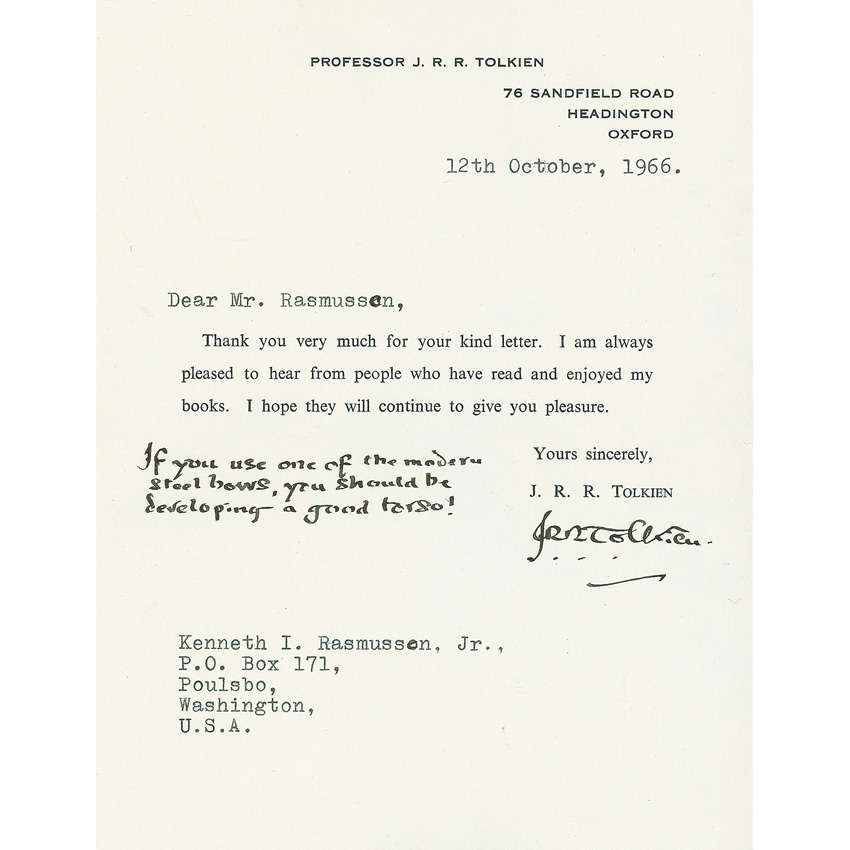 PROFESSOR J. R. R. TOLKIEN
76 SANDFIELD ROAD
HEADINGTON
OXFORD
12th October, 1966.
Dear Mr. Rasmussen,
Thank you very much for your kind letter. I am always
pleased to hear from people who have read and enjoyed my
books. I hope they will continue to give you pleasure.
If you use one of the modern
steel bows, you should be
developing a good torso!
Yours sincerely,
J. R. R. TOLKIEN
JRRTolkien.
Kenneth I. Rasmussen, Jr.,
P.O. Box 171,
Poulsbo,
Washington,
U.S.A.